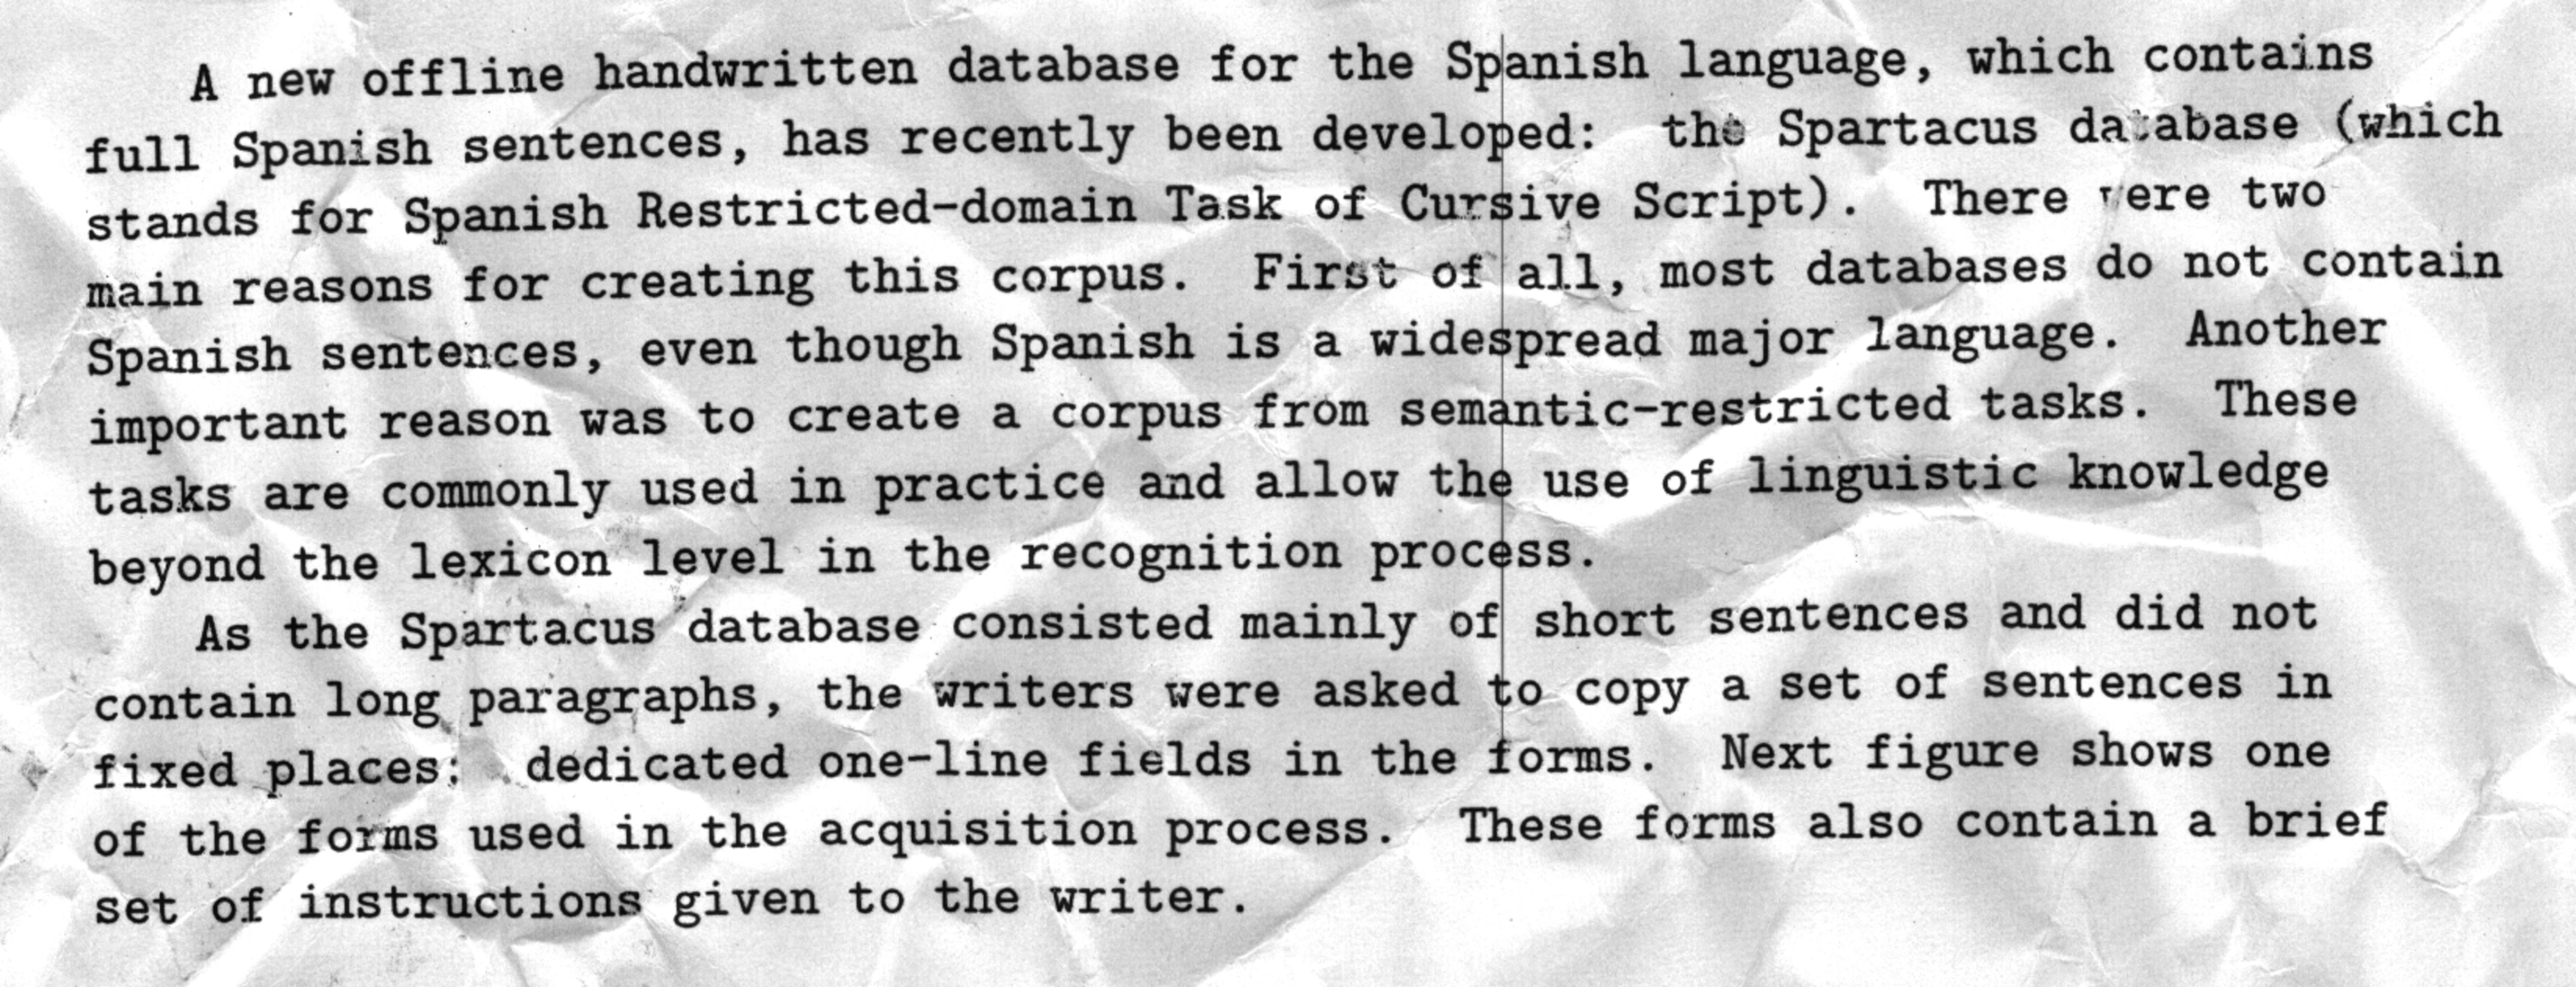 A new offline handwritten database for the Spanish language, which contains
full Spanish sentences, has recently been developed: the Spartacus database (which
stands for Spanish Restricted-domain Task of Cursive Script). There were two
main reasons for creating this corpus. First of all, most databases do not contain
Spanish sentences, even though Spanish is a widespread major language. Another
important reason was to create a corpus from semantic-restricted tasks. These
tasks are commonly used in practice and allow the use of linguistic knowledge
beyond the lexicon level in the recognition process.
As the Spartacus database consisted mainly of short sentences and did not
contain long paragraphs, the writers were asked to copy a set of sentences in
fixed places: dedicated one-line fields in the forms. Next figure shows one
of the forms used in the acquisition process. These forms also contain a brief
set of instructions given to the writer.